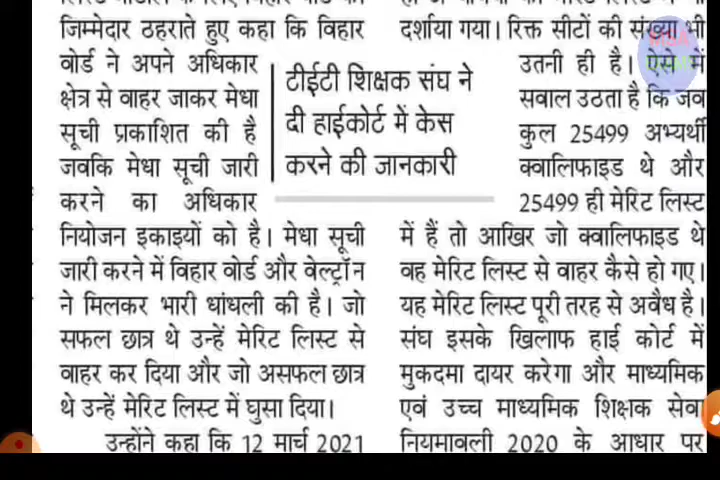 जिम्मेदार ठहराते हुए कहा कि विहार
वोर्ड ने अपने अधिकार
क्षेत्र से वाहर जाकर मेधा
सूची प्रकाशित की है
जवकि मेधा सूची जारी
करने का अधिकार
नियोजन इकाइयों को है। मेधा सूची
जारी करने में विहार वोर्ड और वेल्ट्रॉन
ने मिलकर भारी धांधली की है। जो
सफल छात्र थे उन्हें मेरिट लिस्ट से
वाहर कर दिया और जो असफल छात्र
थे उन्हें मेरिट लिस्ट में घुसा दिया।
उन्होंने कहा कि 12 मार्च 2021
टीईटी शिक्षक संघ ने
दी हाईकोर्ट में केस
करने की जानकारी
दर्शाया गया। रिक्त सीटों की संख्या भी
उतनी ही है। ऐसे में
सवाल उठता है कि जव
कुल 25499 अभ्यर्थी
क्वालिफाइड थे और
25499 ही मेरिट लिस्ट
में हैं तो आखिर जो क्वालिफाइड थे
वह मेरिट लिस्ट से वाहर कैसे हो गए।
यह मेरिट लिस्ट पूरी तरह से अवैध है।
संघ इसके खिलाफ हाई कोर्ट में
मुकदमा दायर करेगा और माध्यमिक
एवं उच्च माध्यमिक शिक्षक सेवा
नियमावली 2020 के आधार पर